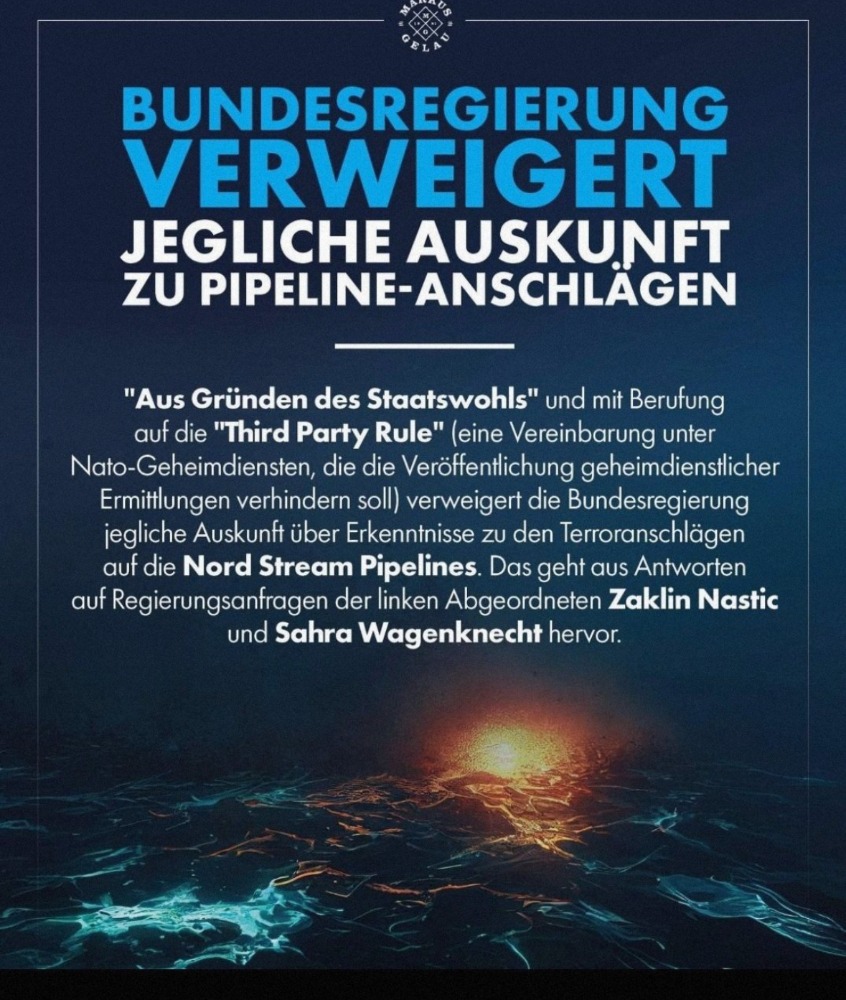 MARKUS
M
G
GELAU
BUNDESREGIERUNG
VERWEIGERT
JEGLICHE AUSKUNFT
ZU PIPELINE-ANSCHLÄGEN
"Aus Gründen des Staatswohls" und mit Berufung
auf die "Third Party Rule" (eine Vereinbarung unter
Nato-Geheimdiensten, die die Veröffentlichung geheimdienstlicher
Ermittlungen verhindern soll) verweigert die Bundesregierung
jegliche Auskunft über Erkenntnisse zu den Terroranschlägen
auf die Nord Stream Pipelines. Das geht aus Antworten
auf Regierungsanfragen der linken Abgeordneten Zaklin Nastic
und Sahra Wagenknecht hervor.